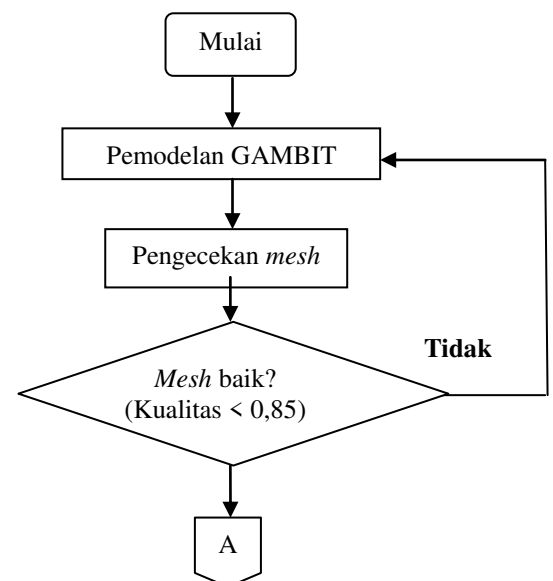 Mulai
Pemodelan GAMBIT
Pengecekan mesh
Tidak
Mesh baik?
(Kualitas < 0,85)
A